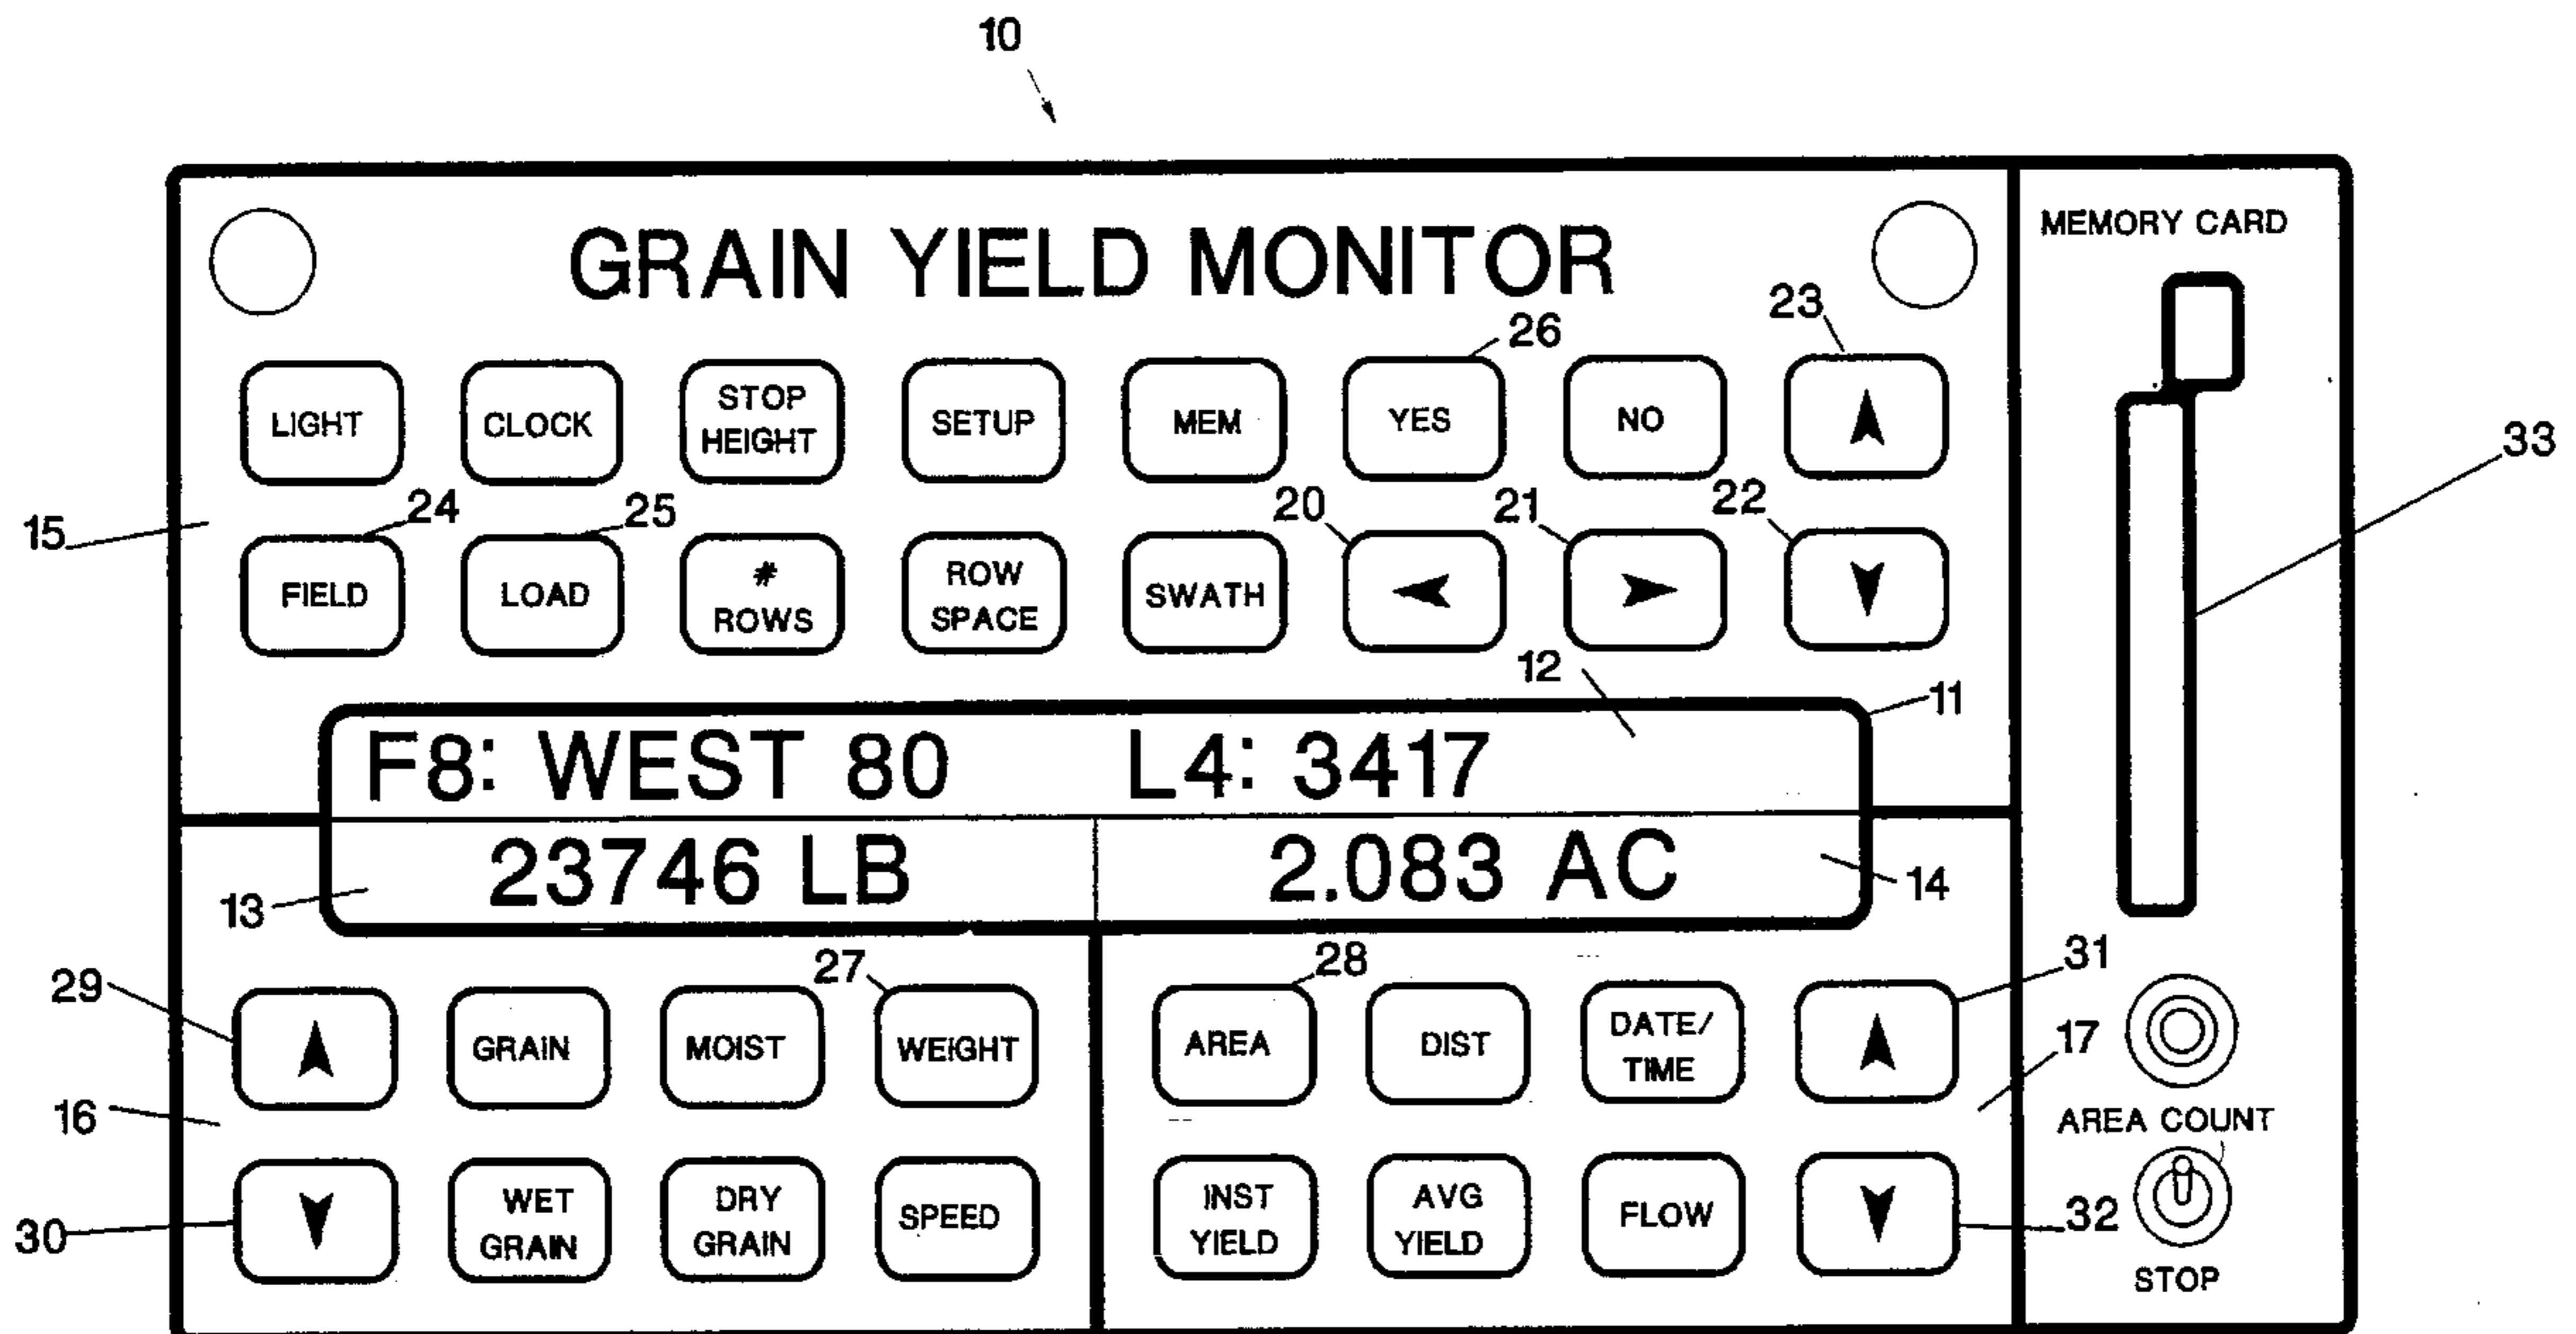 10
GRAIN YIELD MONITOR
MEMORY CARD
23
26
LIGHT
CLOCK
STOP
HEIGHT
SETUP
MEM
YES
NO
33
15
24
25
20
21
22
FIELD
LOAD
#
ROWS
ROW
SPACE
SWATH
12
11
F8: WEST 80 L4: 3417
23746 LB 2.083 AC
13
14
29
27
28
31
GRAIN
MOIST
WEIGHT
AREA
DIST
DATE/
TIME
17
16
AREA COUNT
30
WET
GRAIN
DRY
GRAIN
SPEED
INST
YIELD
AVG
YIELD
FLOW
32
STOP